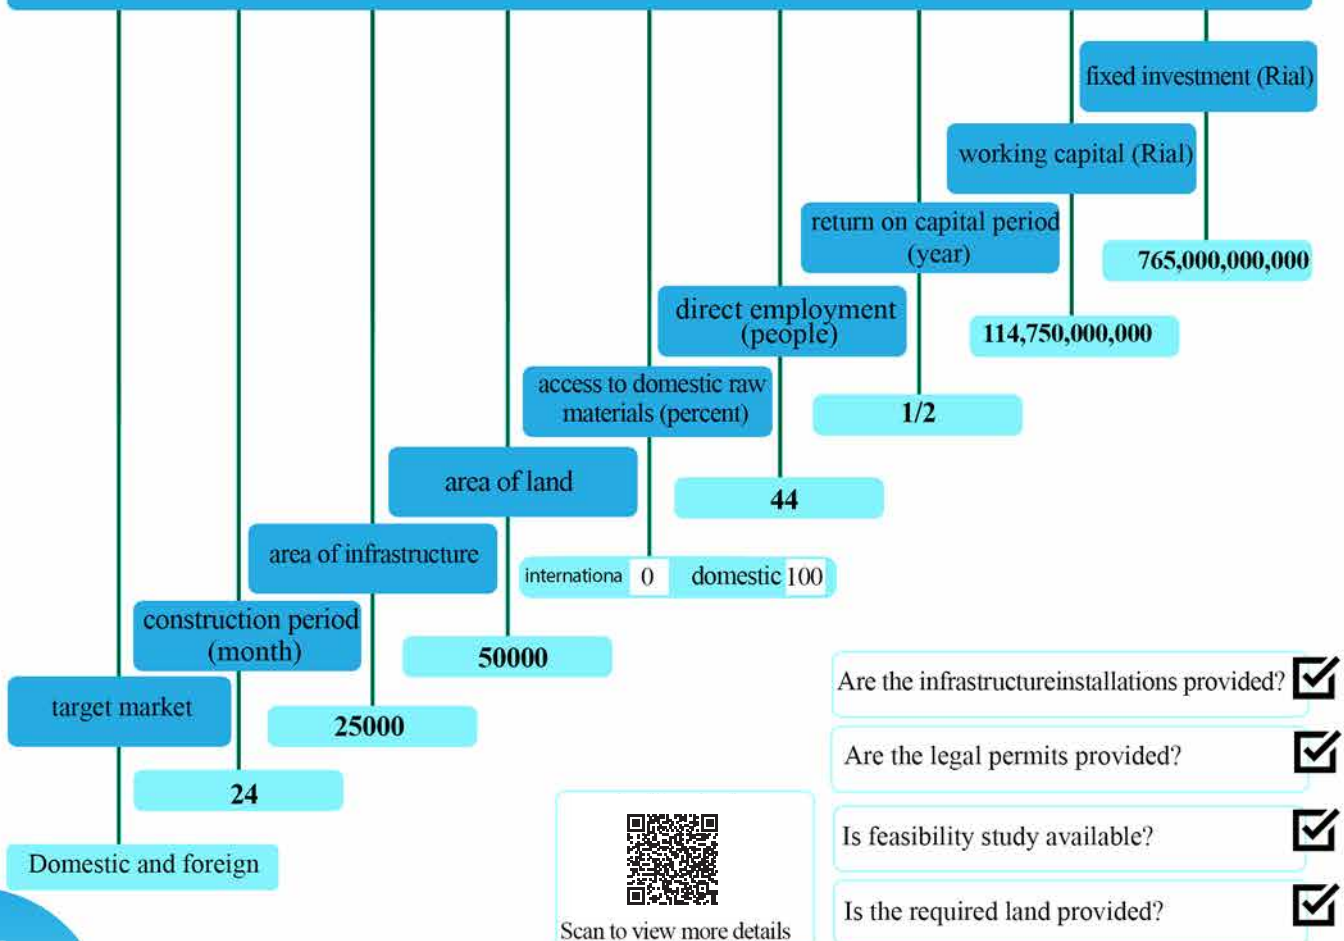 fixed investment (Rial)
765,000,000,000
working capital (Rial)
114,750,000,000
return on capital period
(year)
1/2
direct employment
(people)
44
access to domestic raw
materials (percent)
internationa 0 domestic 100
area of land
50000
area of infrastructure
25000
construction period
(month)
24
target market
Domestic and foreign
Are the infrastructureinstallations provided?
Are the legal permits provided?
Is feasibility study available?
Is the required land provided?
Scan to view more details